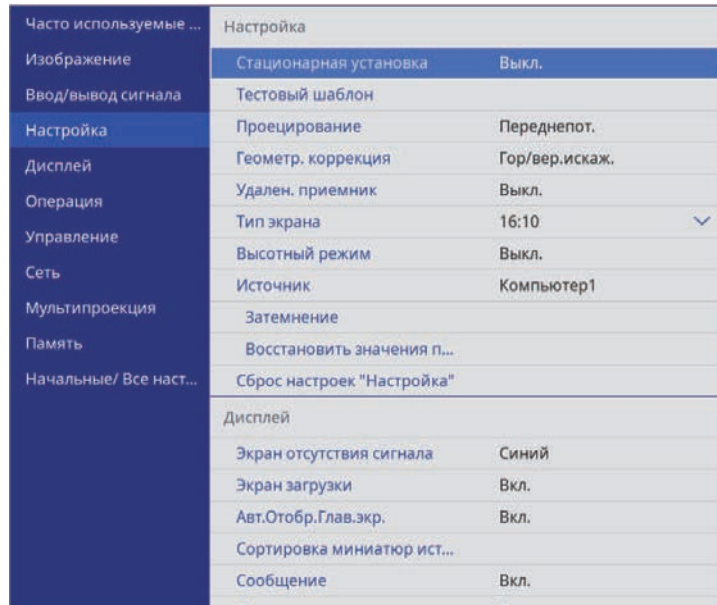 Часто используемые ...
Изображение
Ввод/вывод сигнала
Настройка
Дисплей
Операция
Управление
Сеть
Мультипроекция
Память
Начальные/ Все наст...
Настройка
Стационарная установка Выкл.
Тестовый шаблон
Проецирование Переднепот.
Геометр. коррекция Гор/вер.искаж.
Удален. приемник Выкл.
Тип экрана 16:10
Высотный режим Выкл.
Источник Компьютер1
Затемнение
Восстановить значения п...
Сброс настроек "Настройка"
Дисплей
Экран отсутствия сигнала Синий
Экран загрузки Вкл.
Авт.Отобр.Глав.экр. Вкл.
Сортировка миниатюр ист...
Сообщение Вкл.